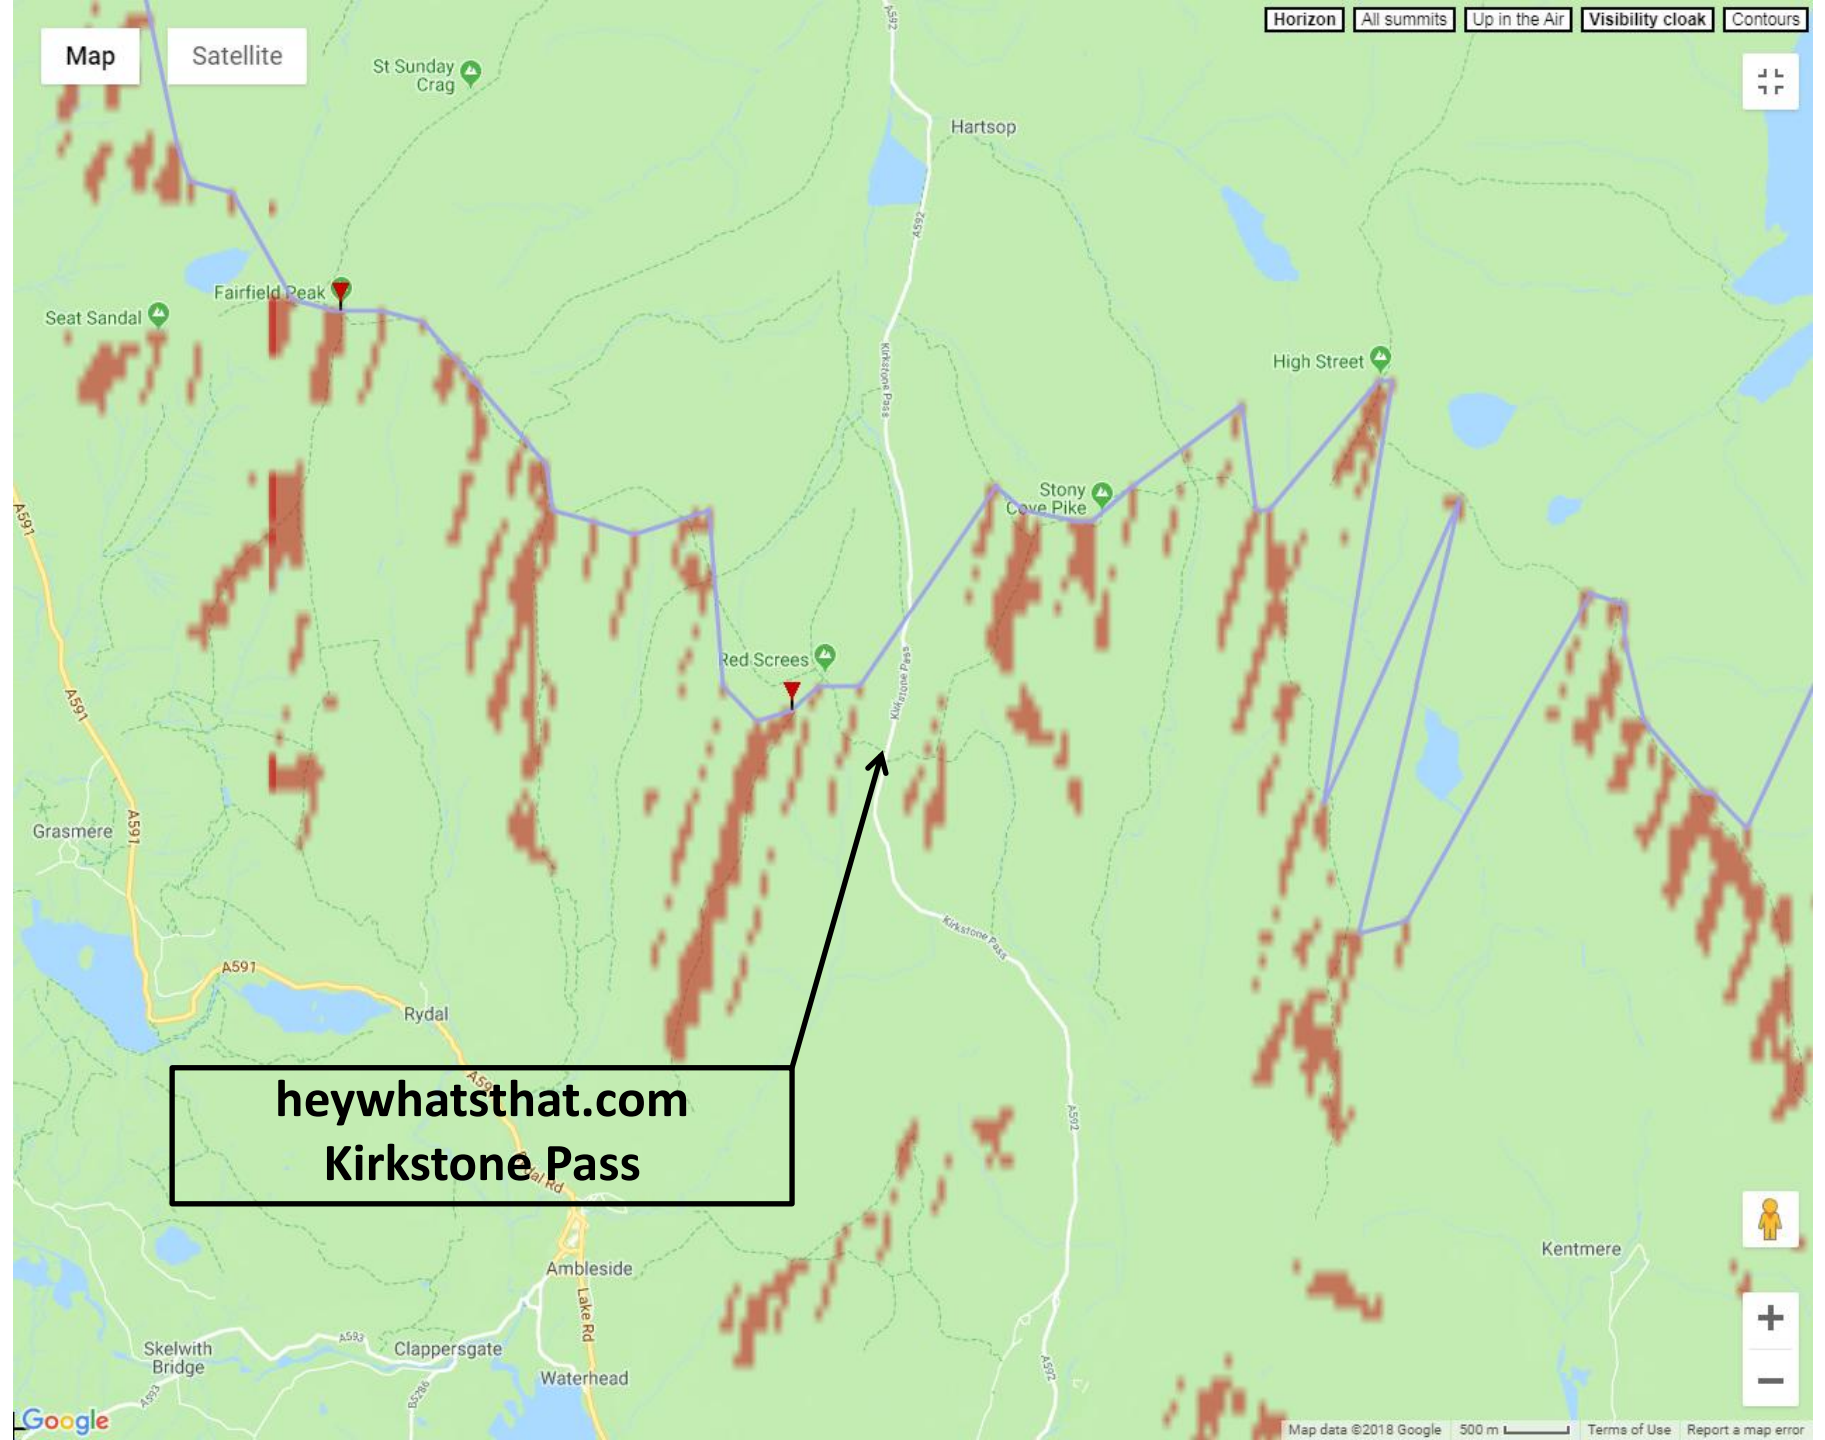 Horizon
All summits
Up in the Air
Visibility cloak
Contours
Map
Satellite
St Sunday
Crag
A592
Hartsop
A592
Fairfield Peak
Seat Sandal
Kirkstone Pass
High Street
Stony
Cove Pike
A591
Red Screes
Kirkstone Pass
A591
Grasmere
A591
Kirkstone Pass
A591
Rydal
A59
heywhatsthat.com
Kirkstone Pass
A592
dal Rd
Kentmere
Ambleside
Lake Rd
Skelwith
Bridge
A593
Clappersgate
A592
Waterhead
A593
B5286
Google
Map data ©2018 Google
500 m
Terms of Use
Report a map error